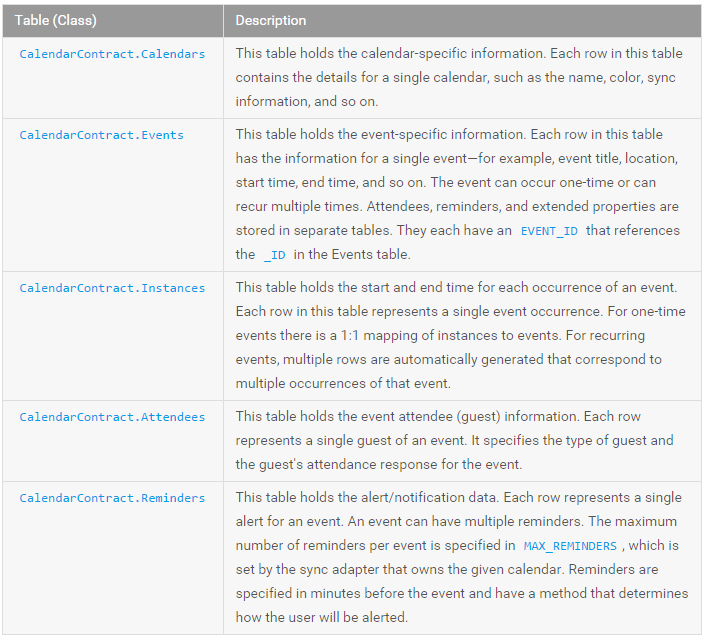 Table (Class) Description
CalendarContract.Calendars This table holds the calendar-specific information. Each row in this table
contains the details for a single calendar, such as the name, color, sync
information, and so on.
CalendarContract.Events This table holds the event-specific information. Each row in this table
has the information for a single event—for example, event title, location,
start time, end time, and so on. The event can occur one-time or can
recur multiple times. Attendees, reminders, and extended properties are
stored in separate tables. They each have an EVENT_ID that references
the _ID in the Events table.
CalendarContract.Instances This table holds the start and end time for each occurrence of an event.
Each row in this table represents a single event occurrence. For one-time
events there is a 1:1 mapping of instances to events. For recurring
events, multiple rows are automatically generated that correspond to
multiple occurrences of that event.
CalendarContract.Attendees This table holds the event attendee (guest) information. Each row
represents a single guest of an event. It specifies the type of guest and
the guest's attendance response for the event.
CalendarContract.Reminders This table holds the alert/notification data. Each row represents a single
alert for an event. An event can have multiple reminders. The maximum
number of reminders per event is specified in MAX_REMINDERS , which is
set by the sync adapter that owns the given calendar. Reminders are
specified in minutes before the event and have a method that determines
how the user will be alerted.